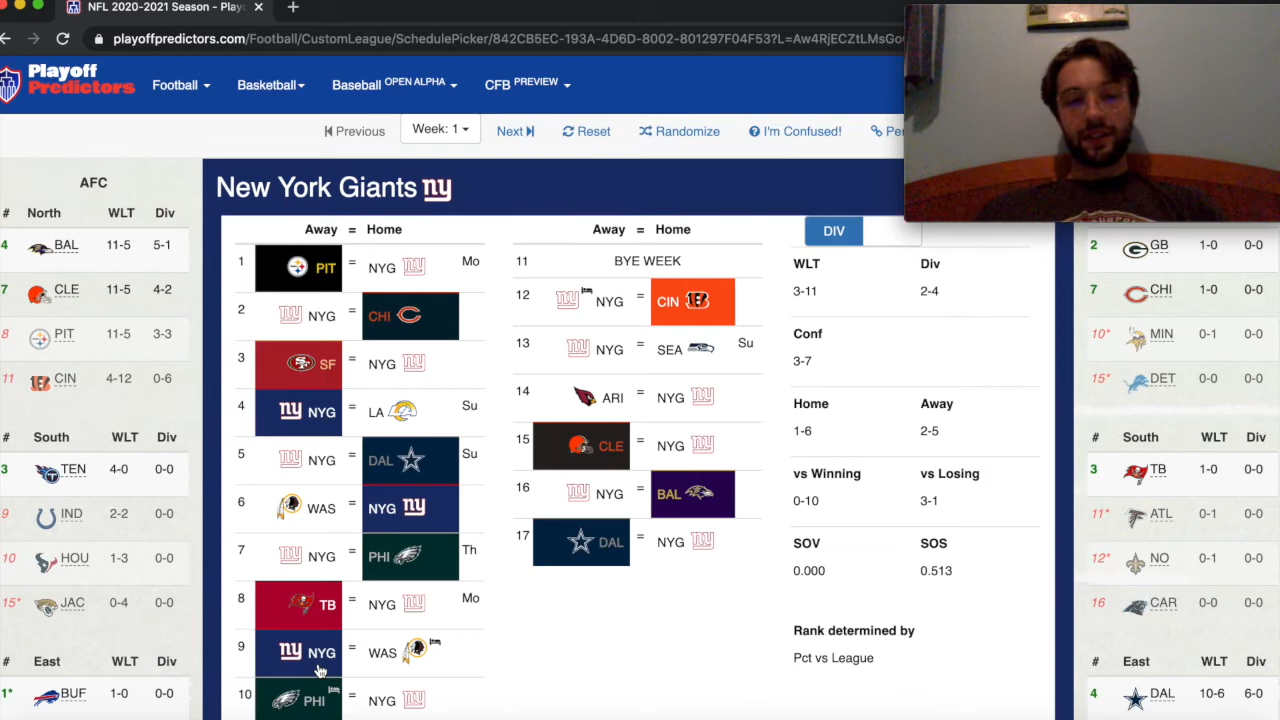 NFL 2020-2021 Season - Playo
playoffpredictors.com/Football/CustomLeague/SchedulePicker/842CB5EC-193A-4D6D-8002-801297F04F53?L=Aw4RjECZtLMsGo
Playoff
Predictors
Football Basketball Baseball OPEN ALPHA CFB PREVIEW
Previous Week: 1 Next Reset Randomize I'm Confused! Per
AFC
# North WLT Div
4 BAL 11-5 5-1
7 CLE 11-5 4-2
8 PIT 11-5 3-3
11 CIN 4-12 0-6
# South WLT Div
3 TEN 4-0 0-0
9 IND 2-2 0-0
10 HOU 1-3 0-0
15* JAC 0-4 0-0
# East WLT Div
1* BUF 1-0 0-0
New York Giants ny
Away = Home
1 PIT = NYG Mo
2 NYG = CHI
3 SF = NYG
4 NYG = LA Su
5 NYG = DAL Su
6 WAS = NYG
7 NYG = PHI Th
8 TB = NYG Mo
9 NYG = WAS
10 PHI = NYG
Away = Home
11 BYE WEEK
12 NYG = CIN
13 NYG = SEA Su
14 ARI = NYG
15 CLE = NYG
16 NYG = BAL
17 DAL = NYG
DIV
WLT Div
3-11 2-4
Conf
3-7
Home Away
1-6 2-5
vs Winning vs Losing
0-10 3-1
SOV SOS
0.000 0.513
Rank determined by
Pct vs League
2 GB 1-0 0-0
7 CHI 1-0 0-0
10* MIN 0-1 0-0
15* DET 0-0 0-0
# South WLT Div
3 TB 1-0 0-0
11* ATL 0-1 0-0
12* NO 0-1 0-0
16 CAR 0-0 0-0
# East WLT Div
4 DAL 10-6 6-0